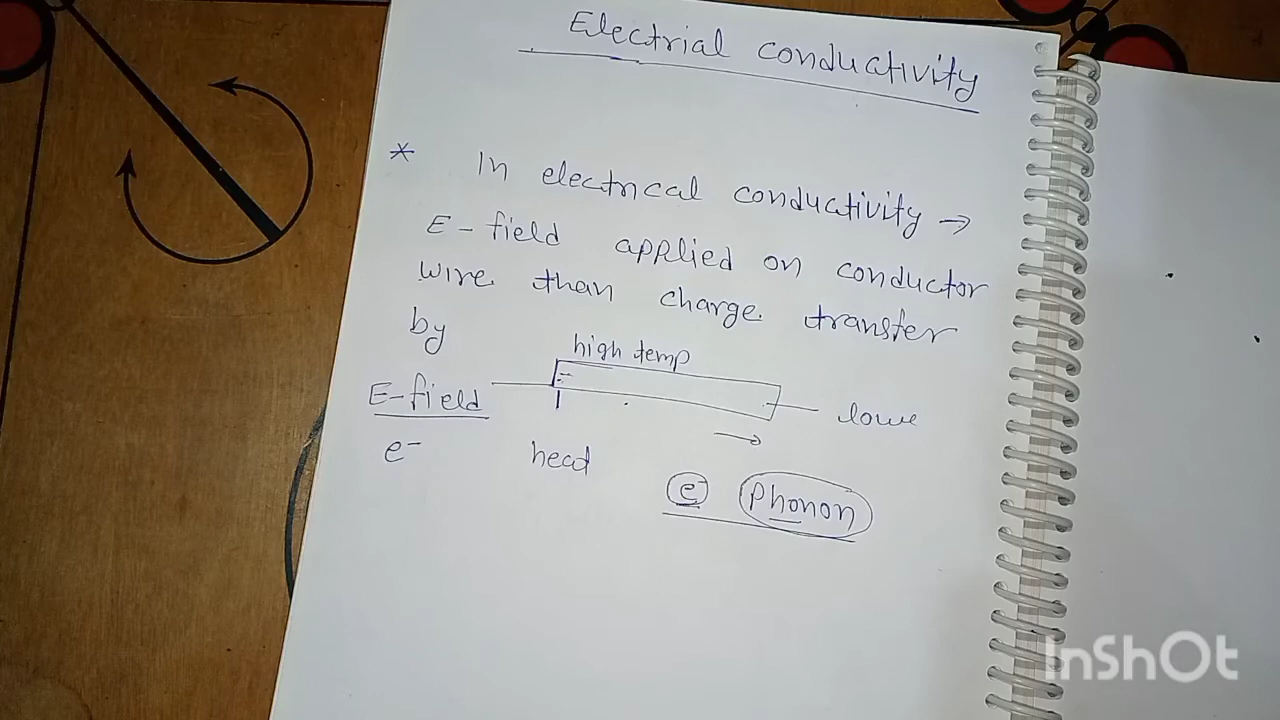 Electrial conductivity
* In electrical conductivity →
E-field applied on conductor
wire than charge transfer
by
high temp
E-field
lowe
e-
heat
e Phonon
InShOt